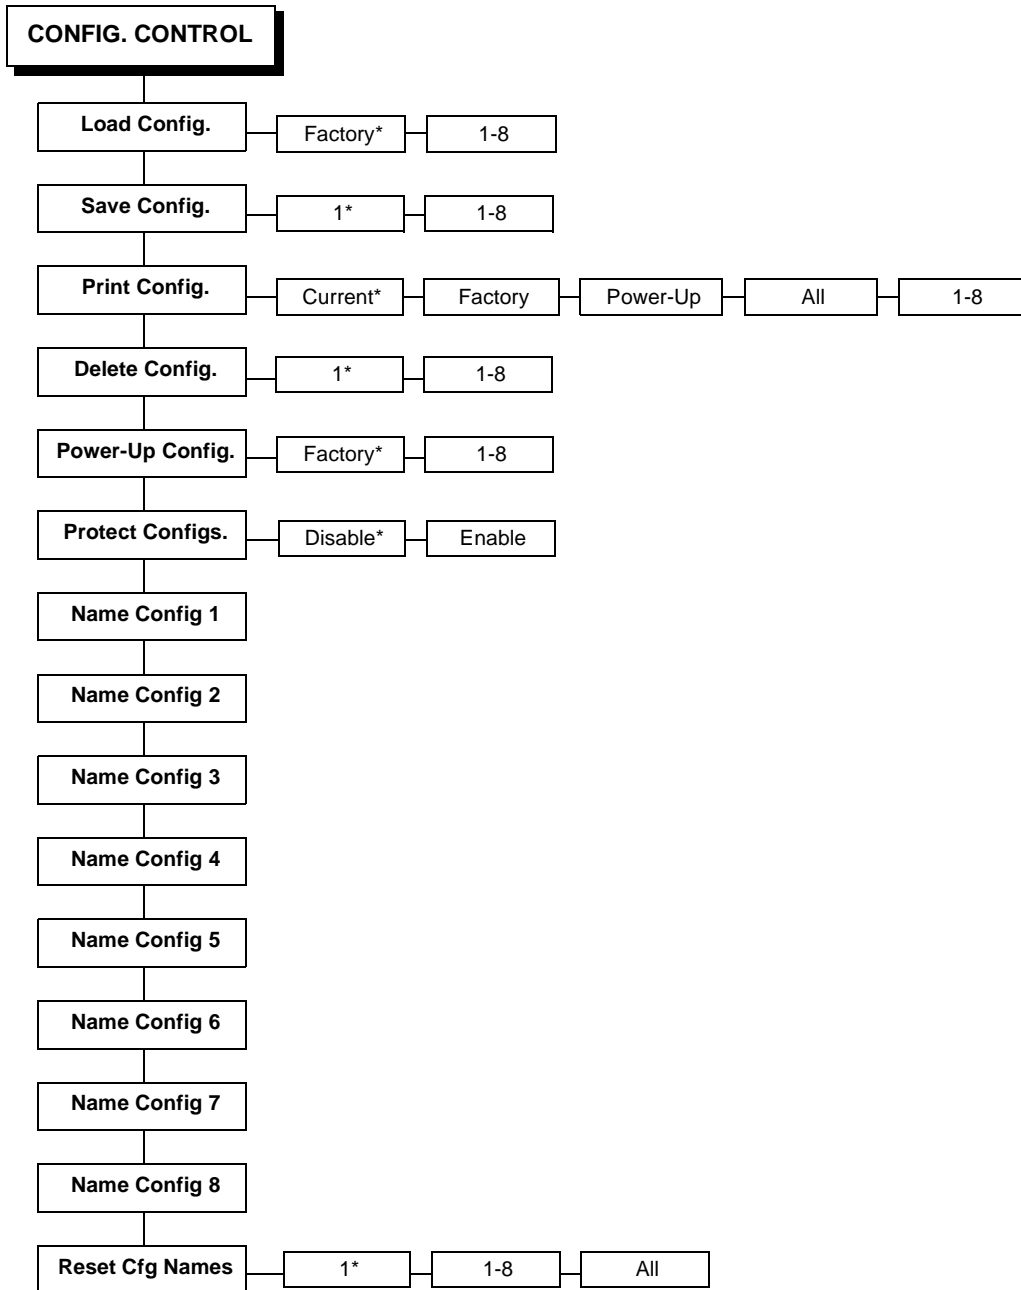 CONFIG. CONTROL
Load Config. Factory* 1-8
Save Config. 1* 1-8
Print Config. Current* Factory Power-Up All 1-8
Delete Config. 1* 1-8
Power-Up Config. Factory* 1-8
Protect Configs. Disable* Enable
Name Config 1
Name Config 2
Name Config 3
Name Config 4
Name Config 5
Name Config 6
Name Config 7
Name Config 8
Reset Cfg Names 1* 1-8 All